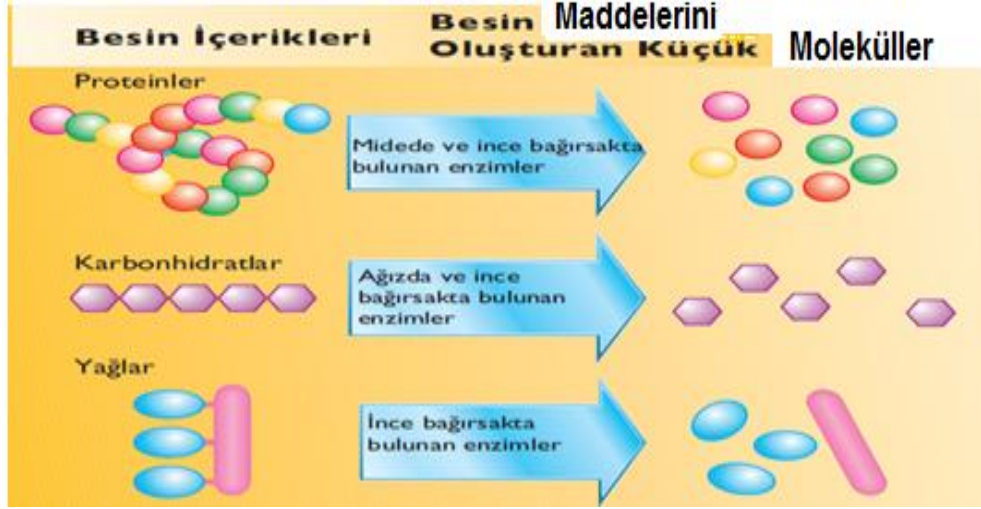 Besin İçerikleri
Besin Maddelerini
Oluşturan Küçük Moleküller
Proteinler
Midede ve ince bağırsakta
bulunan enzimler
Karbonhidratlar
Ağızda ve ince
bağırsakta bulunan
enzimler
Yağlar
İnce bağırsakta
bulunan enzimler